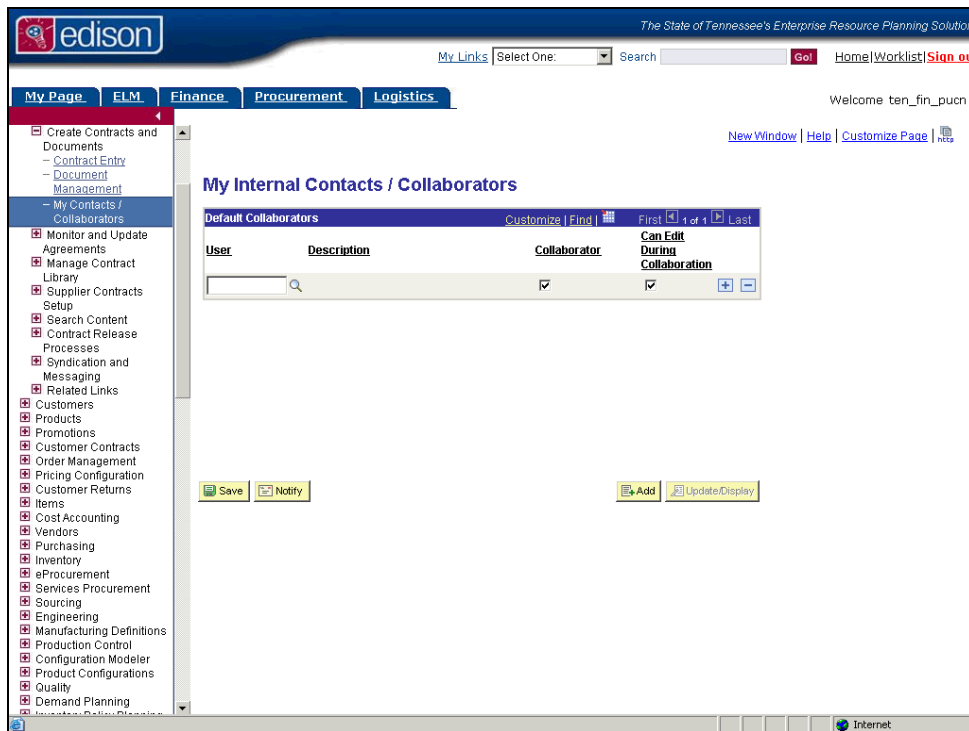 edison
The State of Tennessee's Enterprise Resource Planning Solution
My Links Select One: Search Go! Home|Worklist|Sign ou
My Page ELM Finance Procurement Logistics
Welcome ten_fin_pucn
New Window | Help | Customize Page | http
Create Contracts and
Documents
– Contract Entry
– Document
Management
– My Contacts /
Collaborators
Monitor and Update
Agreements
Manage Contract
Library
Supplier Contracts
Setup
Search Content
Contract Release
Processes
Syndication and
Messaging
Related Links
Customers
Products
Promotions
Customer Contracts
Order Management
Pricing Configuration
Customer Returns
Items
Cost Accounting
Vendors
Purchasing
Inventory
eProcurement
Services Procurement
Sourcing
Engineering
Manufacturing Definitions
Production Control
Configuration Modeler
Product Configurations
Quality
Demand Planning
Inventory Policy Planning
My Internal Contacts / Collaborators
Default Collaborators Customize | Find | First 1 of 1 Last
User Description Collaborator Can Edit
During
Collaboration
Save Notify Add Update/Display
Internet